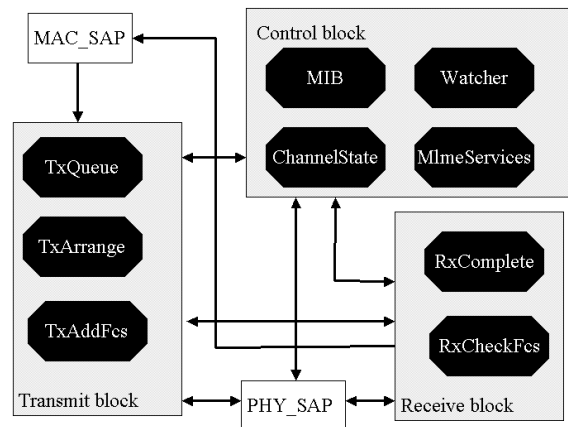 MAC_SAP
Control block
MIB
Watcher
ChannelState
MlmeServices
TxQueue
TxArrange
TxAddFcs
Transmit block
RxComplete
RxCheckFcs
Receive block
PHY_SAP